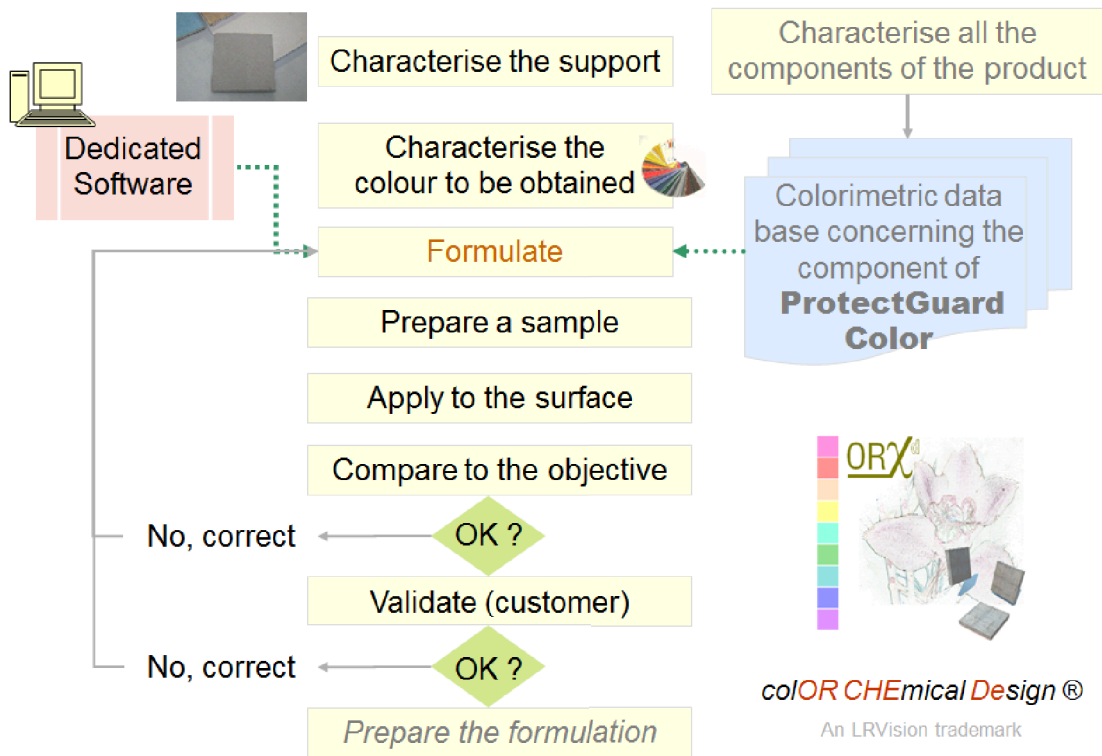 Characterise the support
Characterise all the
components of the product
Dedicated
Software
Characterise the
colour to be obtained
Colorimetric data
base concerning the
component of
ProtectGuard
Color
Formulate
Prepare a sample
Apply to the surface
Compare to the objective
OK ?
No, correct
Validate (customer)
OK ?
No, correct
Prepare the formulation
colOR CHEmical Design ®
An LRVision trademark